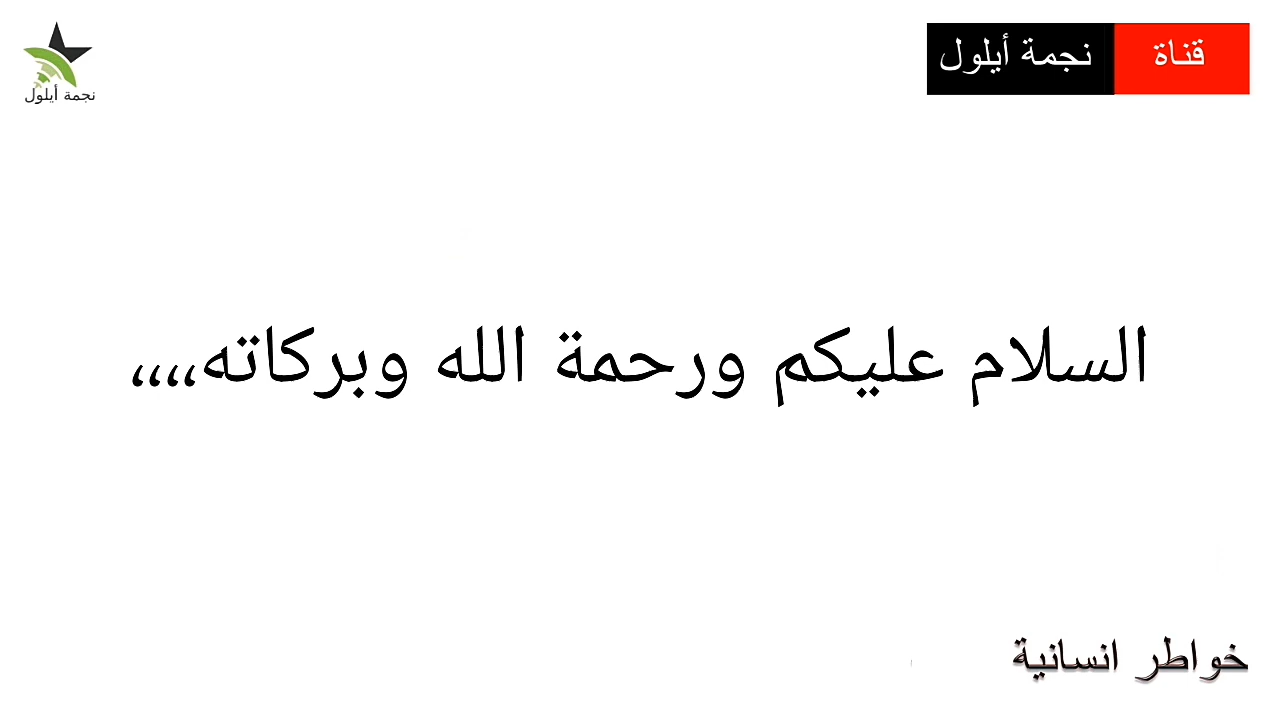 قناة نجمة أيلول
نجمة أيلول
السلام عليكم ورحمة الله وبركاته،،،،
خواطر انسانية